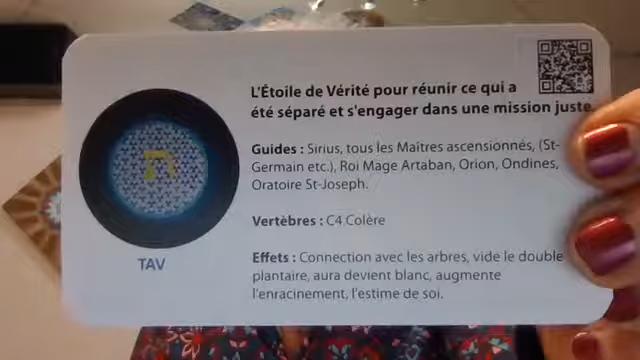 L'Étoile de Vérité pour réunir ce qui a
été séparé et s'engager dans une mission juste
Guides : Sirius, tous les Maîtres ascensionnés, (St-
Germain etc.), Roi Mage Artaban, Orion, Ondines,
Oratoire St-Joseph.
Vertèbres : C4.Colère
Effets : Connection avec les arbres, vide le double
plantaire, aura devient blanc, augmente
l'enracinement, l'estime de soi.
ת
TAV